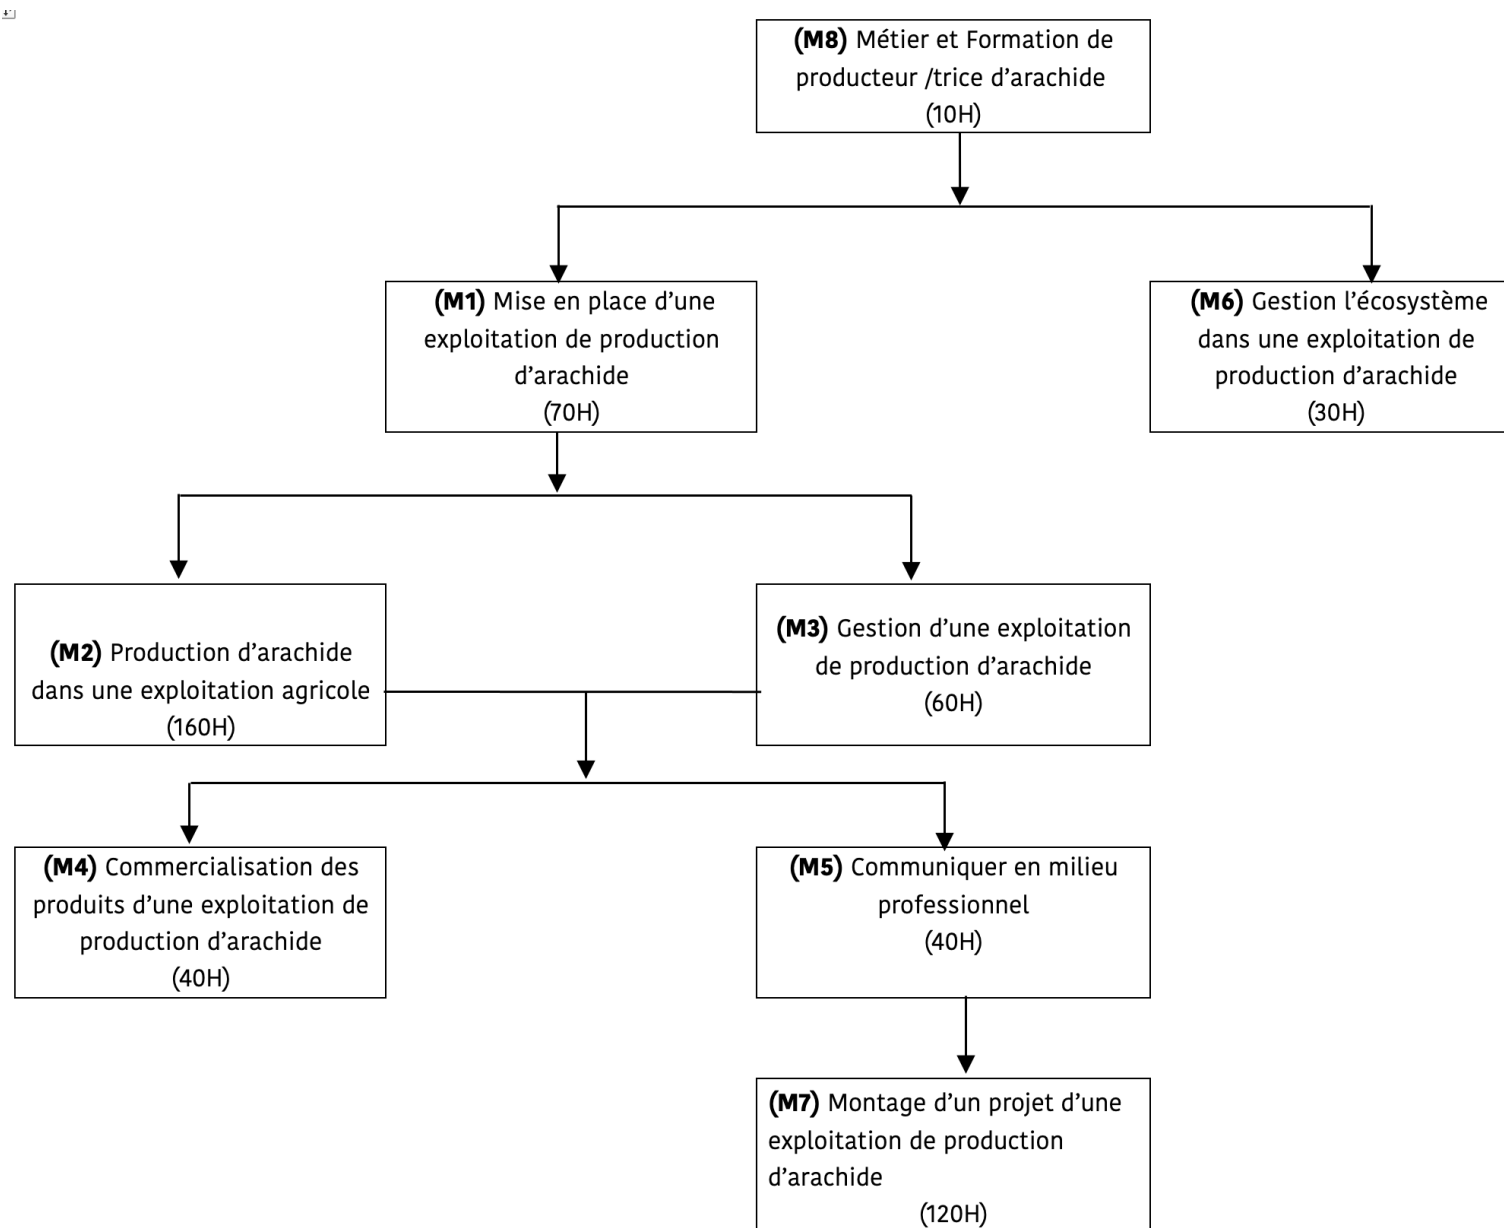 (M8) Métier et Formation de
producteur /trice d’arachide
(10H)
(M1) Mise en place d’une
exploitation de production
d’arachide
(70H)
(M6) Gestion l’écosystème
dans une exploitation de
production d’arachide
(30H)
(M2) Production d’arachide
dans une exploitation agricole
(160H)
(M3) Gestion d’une exploitation
de production d’arachide
(60H)
(M4) Commercialisation des
produits d’une exploitation de
production d’arachide
(40H)
(M5) Communiquer en milieu
professionnel
(40H)
(M7) Montage d’un projet d’une
exploitation de production
d’arachide
(120H)